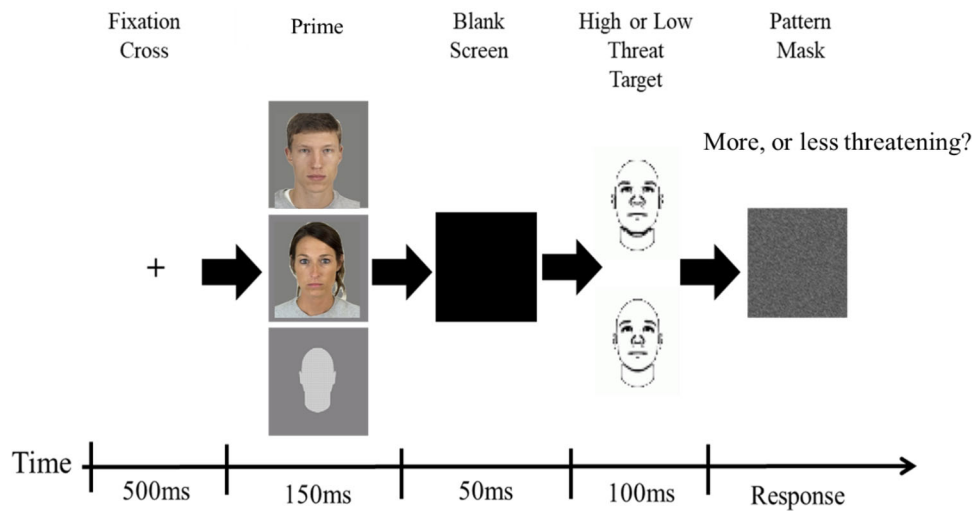 Fixation
Cross
Prime
Blank
Screen
High or Low
Threat
Target
Pattern
Mask
More, or less threatening?
+
Time
500ms
150ms
50ms
100ms
Response